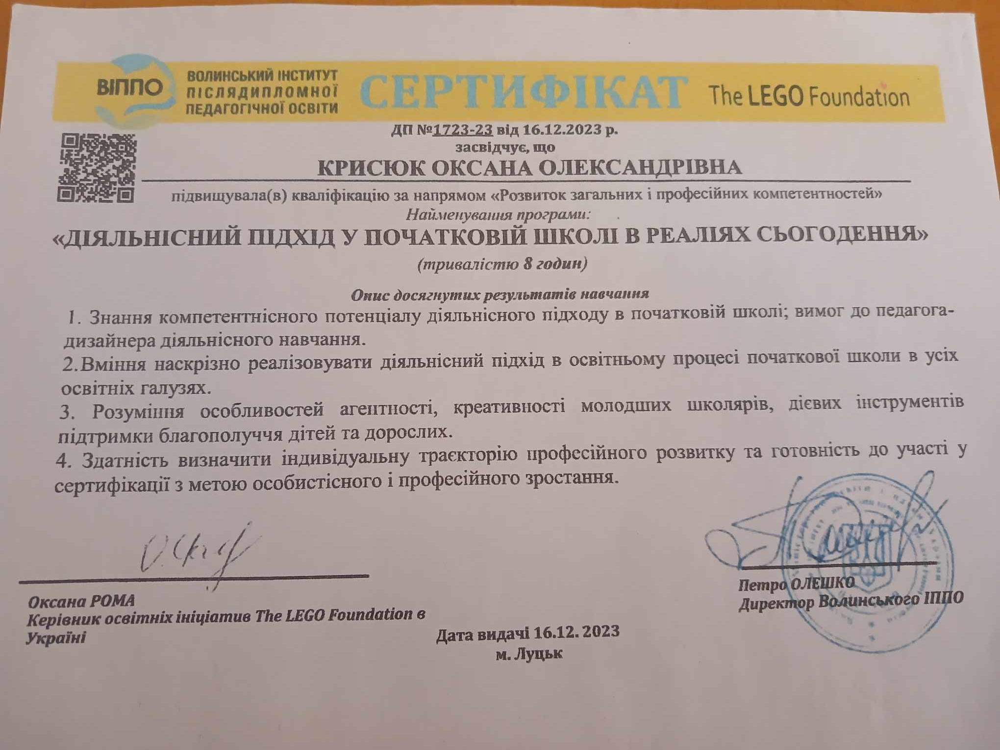 ВІППО
ВОЛИНСЬКИЙ ІНСТИТУТ
ПІСЛЯДИПЛОМНОЇ
ПЕДАГОГІЧНОЇ ОСВІТИ
СЕРТИФІКАТ
The LEGO Foundation
ДП №1723-23 від 16.12.2023 р.
засвідчує, що
КРИСЮК ОКСАНА ОЛЕКСАНДРІВНА
підвищувала(в) кваліфікацію за напрямом «Розвиток загальних і професійних компетентностей»
Найменування програми:
«ДІЯЛЬНІСНИЙ ПІДХІД У ПОЧАТКОВІЙ ШКОЛІ В РЕАЛІЯХ СЬОГОДЕННЯ»
(тривалістю 8 годин)
Опис досягнутих результатів навчання
1. Знання компетентнісного потенціалу діяльнісного підходу в початковій школі; вимог до педагога-
дизайнера діяльнісного навчання.
2.Вміння наскрізно реалізовувати діяльнісний підхід в освітньому процесі початкової школи в усіх
освітніх галузях.
3. Розуміння особливостей агентності, креативності молодших школярів, дієвих інструментів
підтримки благополуччя дітей та дорослих.
4. Здатність визначити індивідуальну траєкторію професійного розвитку та готовність до участі у
сертифікації з метою особистісного і професійного зростання.
Оксана РОМА
Керівник освітніх ініціатив The LEGO Foundation в
Україні
Петро ОЛЕШКО
Директор Волинського ІППО
Дата видачі 16.12. 2023
м. Луцьк